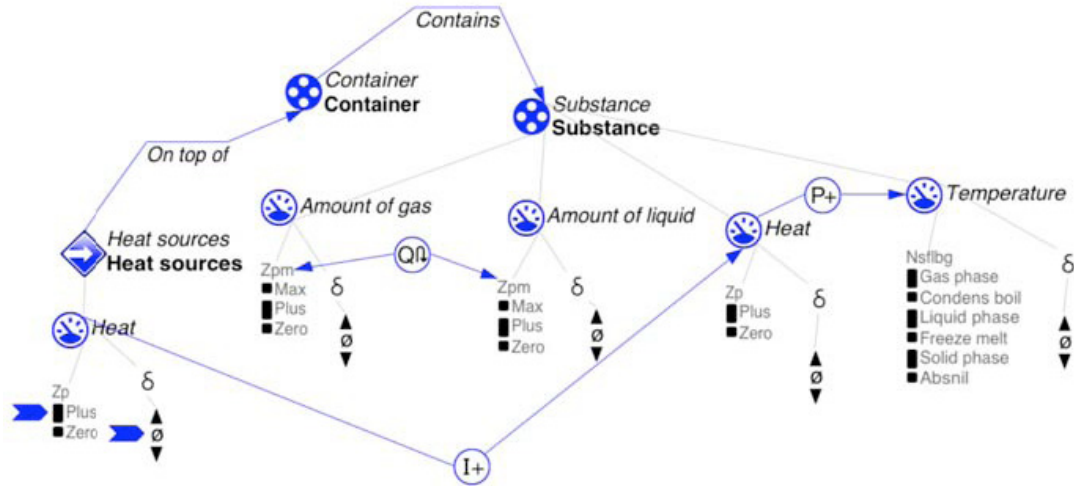 Contains
Container
Container
Substance
Substance
On top of
Heat sources
Heat sources
Amount of gas
Amount of liquid
Heat
P+
Temperature
Zpm
Max
Plus
Zero
δ
ø
Q
Zpm
Max
Plus
Zero
δ
ø
Zp
Plus
Zero
δ
ø
Nsflbg
Gas phase
Condens boil
Liquid phase
Freeze melt
Solid phase
Absnil
δ
ø
Heat
Zp
Plus
Zero
δ
ø
I+